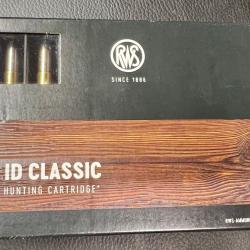 RWS
SINCE 1886
ID CLASSIC
HUNTING CARTRIDGE®